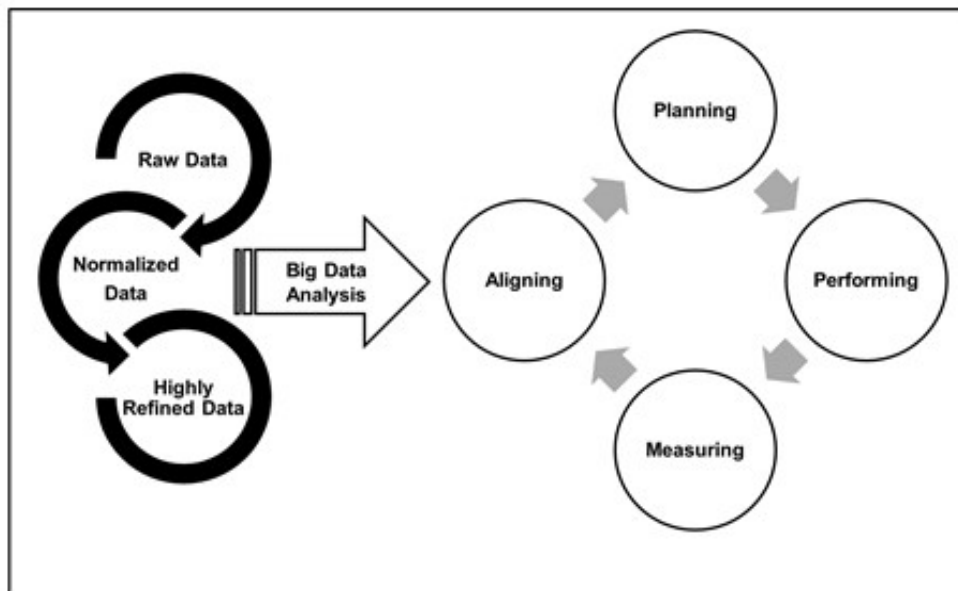 Raw Data
Normalized
Data
Highly
Refined Data
Big Data
Analysis
Planning
Performing
Measuring
Aligning